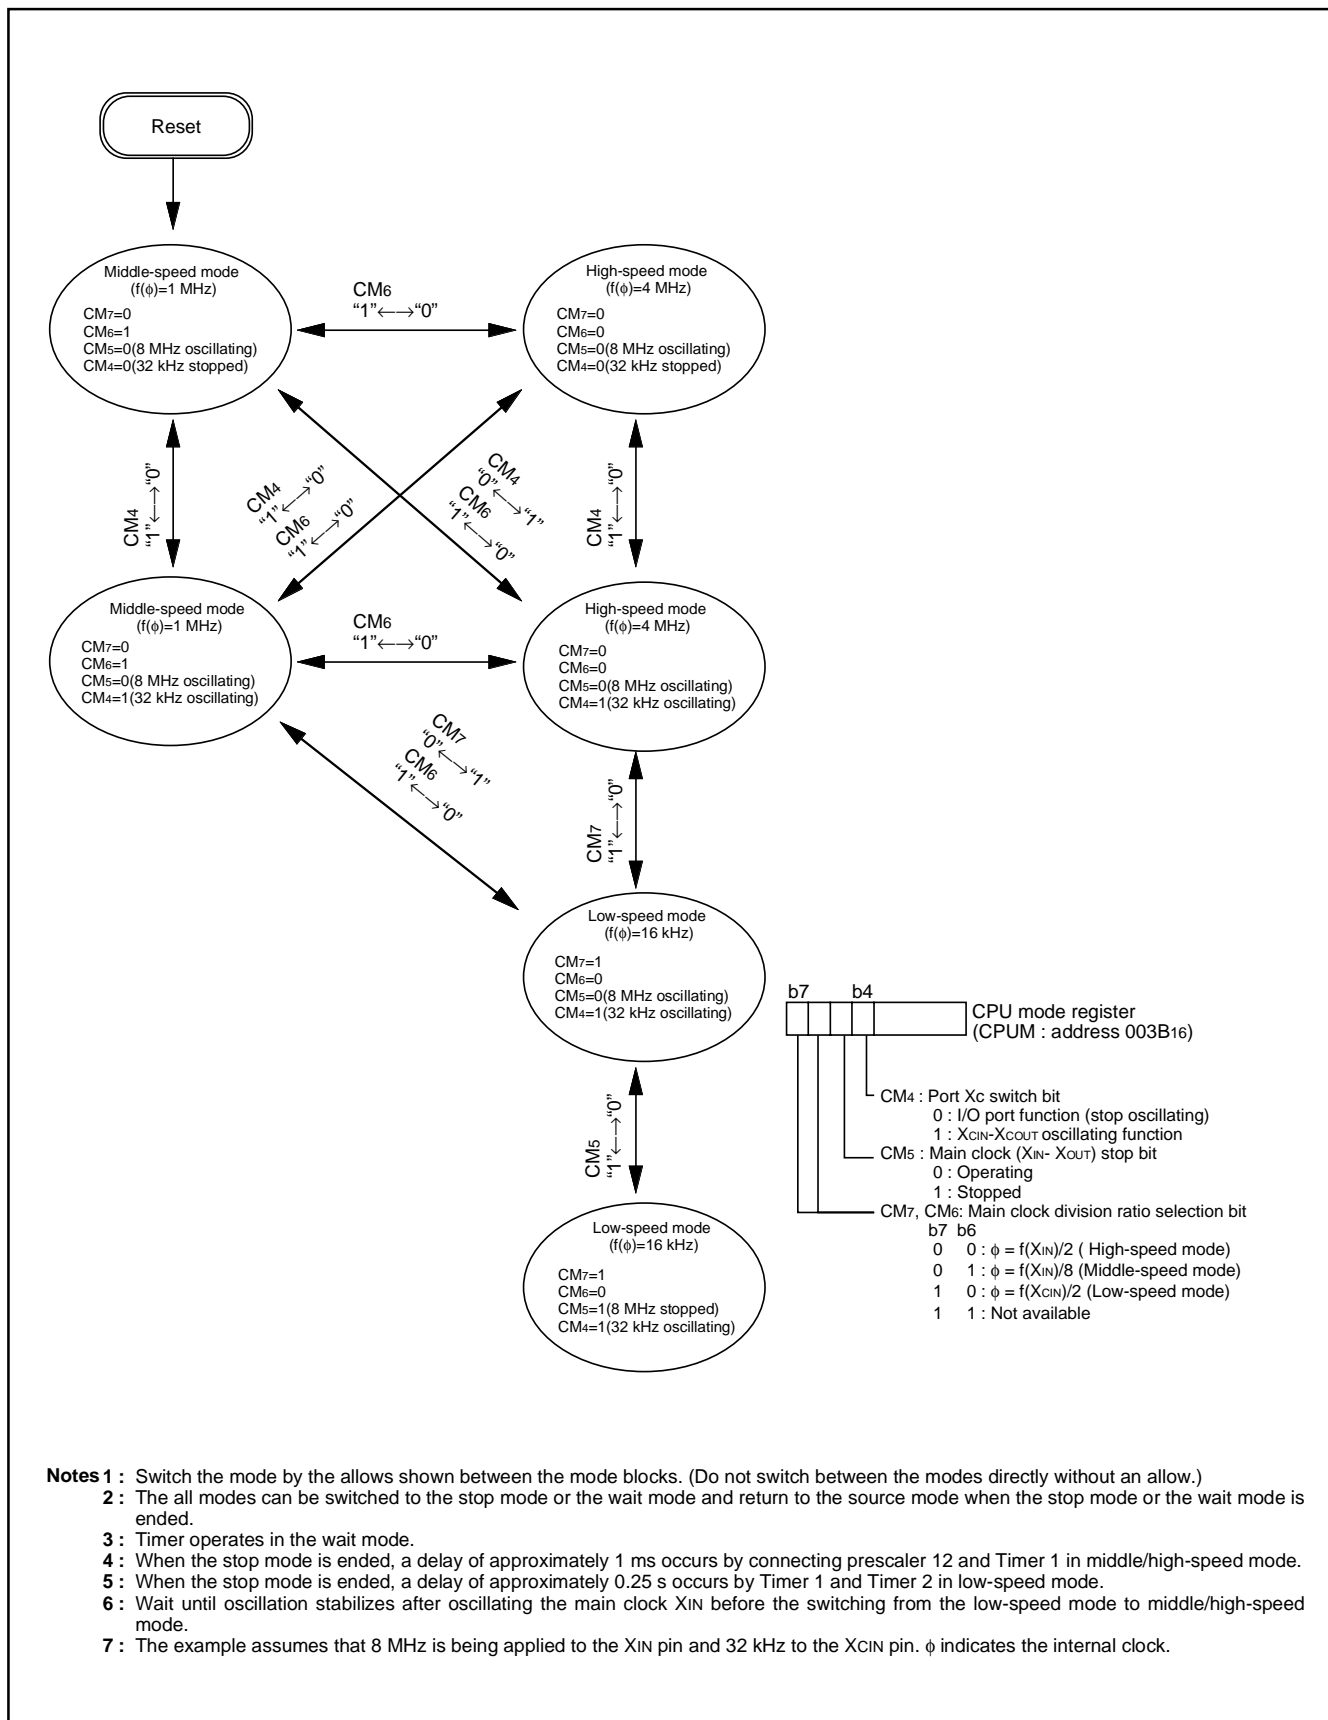 Reset
Middle-speed mode
(f(ϕ)=1 MHz)
CM7=0
CM6=1
CM5=0(8 MHz oscillating)
CM4=0(32 kHz stopped)
CM6
“1”←→“0”
High-speed mode
(f(ϕ)=4 MHz)
CM7=0
CM6=0
CM5=0(8 MHz oscillating)
CM4=0(32 kHz stopped)
CM4
“1”←→“0”
CM4
“1”←→“0”
CM6
“1”←→“0”
CM4
“0”←→“1”
CM6
“1”←→“0”
CM4
“1”←→“0”
Middle-speed mode
(f(ϕ)=1 MHz)
CM7=0
CM6=1
CM5=0(8 MHz oscillating)
CM4=1(32 kHz oscillating)
CM6
“1”←→“0”
High-speed mode
(f(ϕ)=4 MHz)
CM7=0
CM6=0
CM5=0(8 MHz oscillating)
CM4=1(32 kHz oscillating)
CM7
“0”←→“1”
CM6
“1”←→“0”
CM7
“1”←→“0”
Low-speed mode
(f(ϕ)=16 kHz)
CM7=1
CM6=0
CM5=0(8 MHz oscillating)
CM4=1(32 kHz oscillating)
CM5
“1”←→“0”
Low-speed mode
(f(ϕ)=16 kHz)
CM7=1
CM6=0
CM5=1(8 MHz stopped)
CM4=1(32 kHz oscillating)
b7 b4
CPU mode register
(CPUM : address 003B16)
CM4 : Port Xc switch bit
0 : I/O port function (stop oscillating)
1 : XCIN-XCOUT oscillating function
CM5 : Main clock (XIN- XOUT) stop bit
0 : Operating
1 : Stopped
CM7, CM6: Main clock division ratio selection bit
b7 b6
0 0 : ϕ = f(XIN)/2 ( High-speed mode)
0 1 : ϕ = f(XIN)/8 (Middle-speed mode)
1 0 : ϕ = f(XCIN)/2 (Low-speed mode)
1 1 : Not available
Notes 1 : Switch the mode by the allows shown between the mode blocks. (Do not switch between the modes directly without an allow.)
2 : The all modes can be switched to the stop mode or the wait mode and return to the source mode when the stop mode or the wait mode is
ended.
3 : Timer operates in the wait mode.
4 : When the stop mode is ended, a delay of approximately 1 ms occurs by connecting prescaler 12 and Timer 1 in middle/high-speed mode.
5 : When the stop mode is ended, a delay of approximately 0.25 s occurs by Timer 1 and Timer 2 in low-speed mode.
6 : Wait until oscillation stabilizes after oscillating the main clock XIN before the switching from the low-speed mode to middle/high-speed
mode.
7 : The example assumes that 8 MHz is being applied to the XIN pin and 32 kHz to the XCIN pin. ϕ indicates the internal clock.